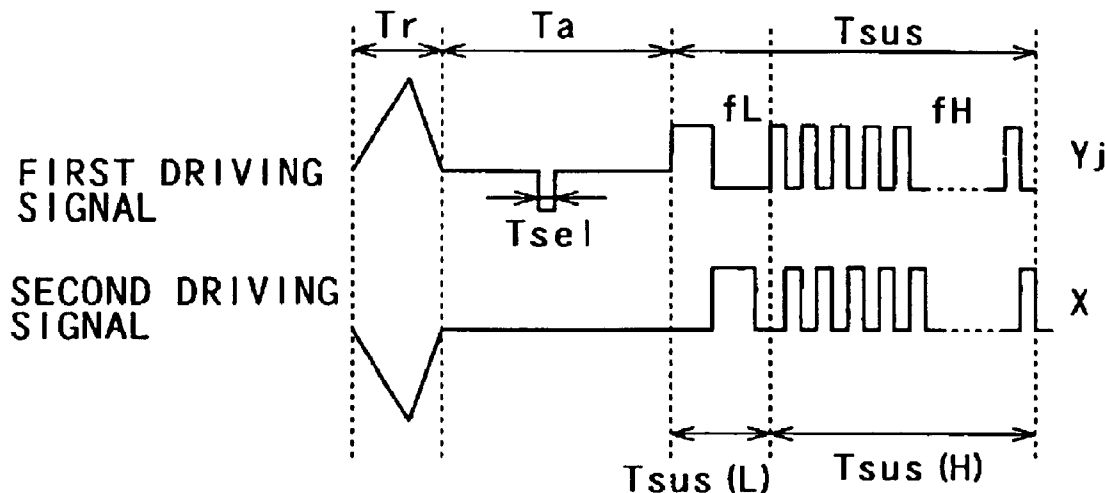 Tr Ta Tsus
fL fH
Yj
FIRST DRIVING
SIGNAL
Tsel
SECOND DRIVING
SIGNAL
X
Tsus (L) Tsus (H)